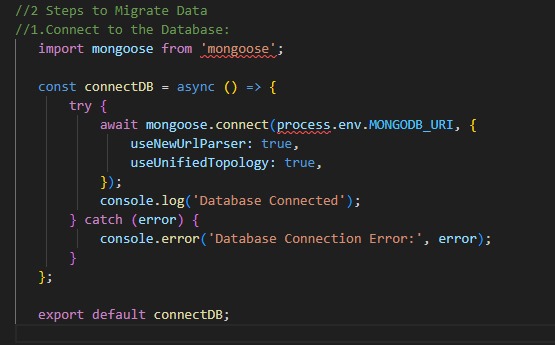 //2 Steps to Migrate Data
//1.Connect to the Database:
import mongoose from 'mongoose';
const connectDB = async () => {
try {
await mongoose.connect(process.env.MONGODB_URI, {
useNewUrlParser: true,
useUnifiedTopology: true,
});
console.log('Database Connected');
} catch (error) {
console.error('Database Connection Error:', error);
}
};
export default connectDB;